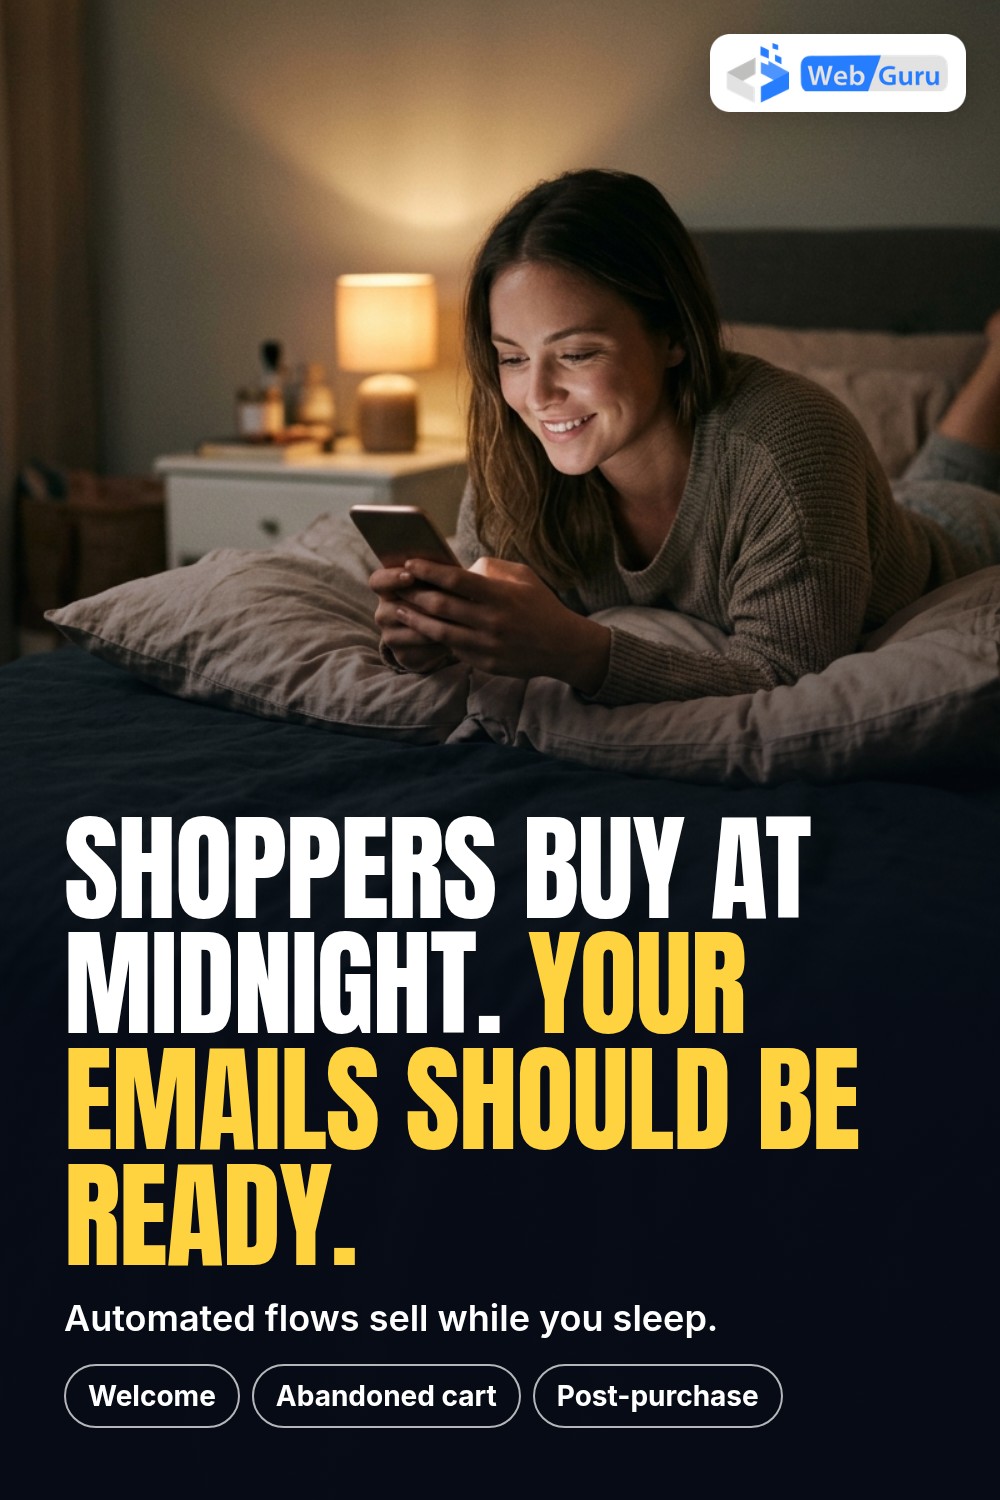 Web Guru
SHOPPERS BUY AT
MIDNIGHT. YOUR
EMAILS SHOULD BE
READY.
Automated flows sell while you sleep.
Welcome
Abandoned cart
Post-purchase